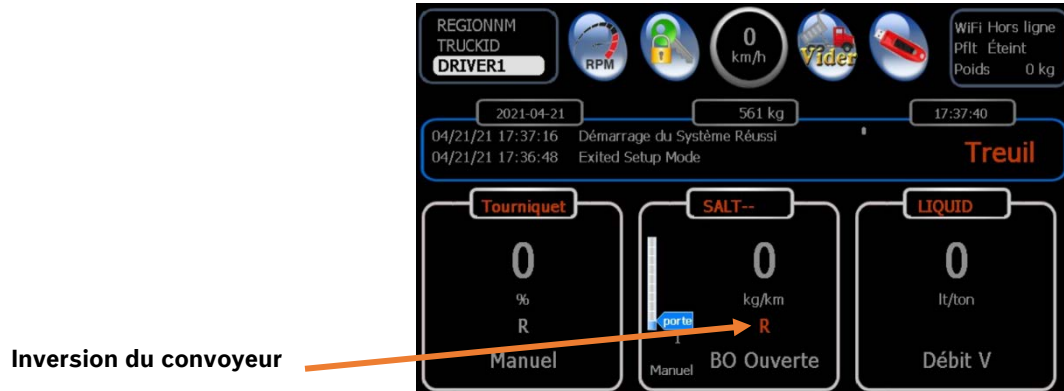 REGIONNM
TRUCKID
DRIVER1
RPM
0
km/h
Vider
WiFi Hors ligne
Pflt Éteint
Poids 0 kg
2021-04-21
561 kg
17:37:40
04/21/21 17:37:16 Démarrage du Système Réussi
04/21/21 17:36:48 Exited Setup Mode
Treuil
Tourniquet
0
%
R
Manuel
SALT--
0
kg/km
porte
1
R
Manuel
BO Ouverte
LIQUID
0
lt/ton
Débit V
Inversion du convoyeur